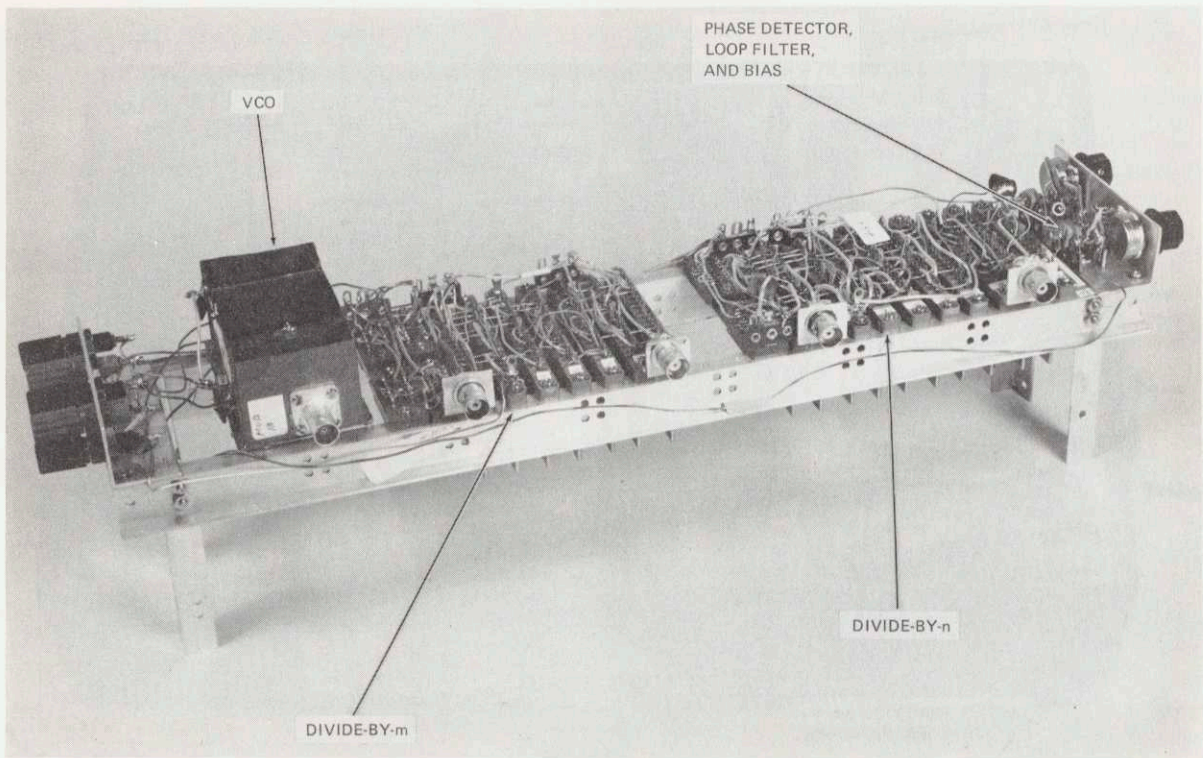 PHASE DETECTOR,
LOOP FILTER,
AND BIAS
VCO
DIVIDE-BY-n
DIVIDE-BY-m